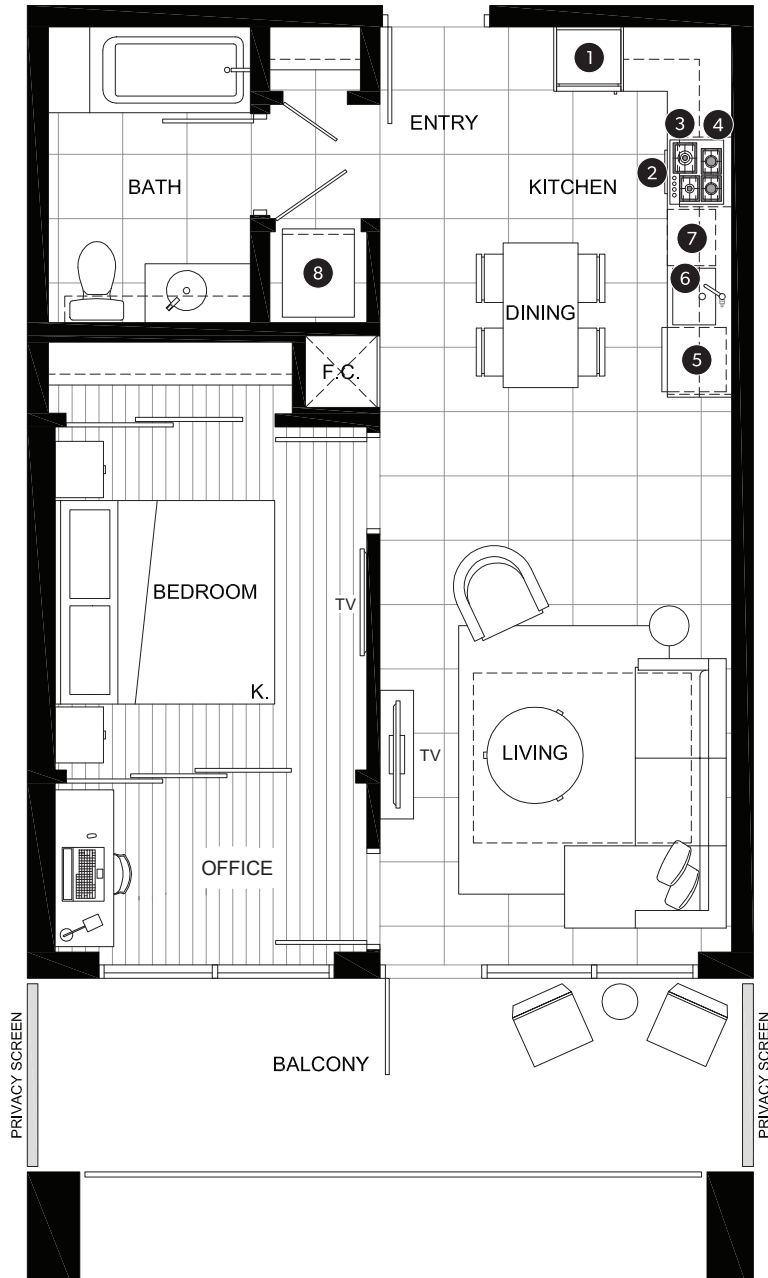 1
ENTRY
3
4
2
BATH
KITCHEN
7
8
6
DINING
5
F.C.
BEDROOM
TV
K.
TV
LIVING
OFFICE
BALCONY
PRIVACY SCREEN
PRIVACY SCREEN